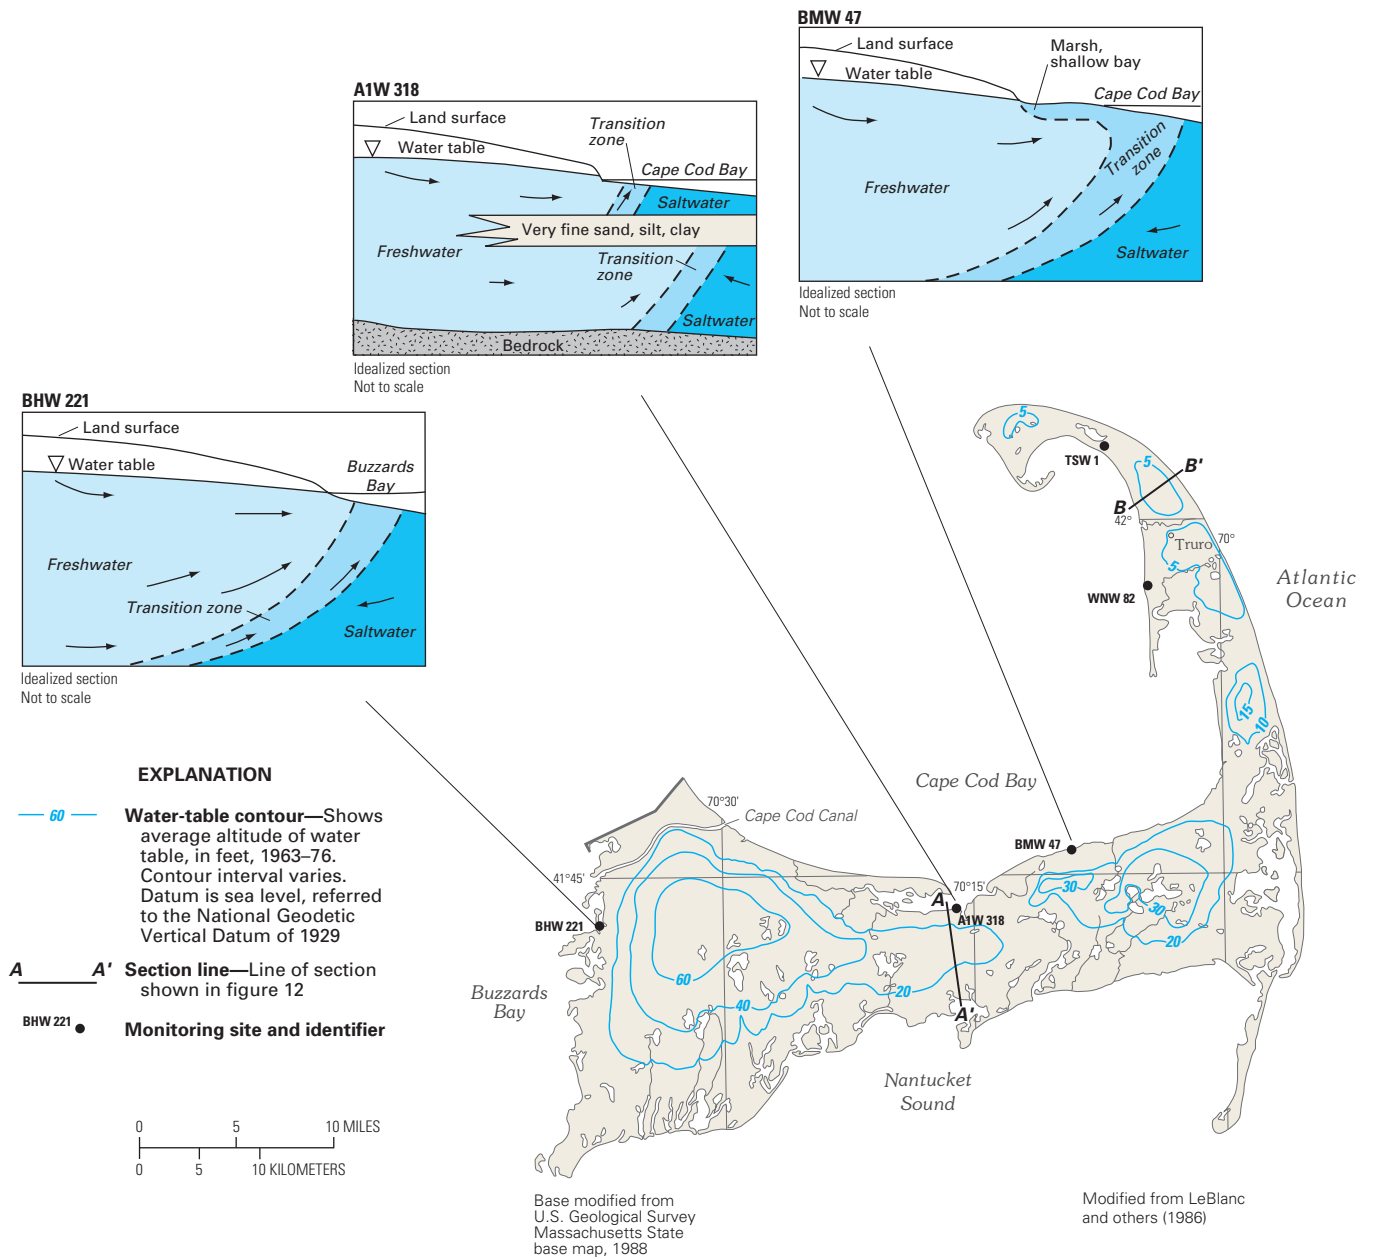 BMW 47
Land surface
Water table
Marsh,
shallow bay
Cape Cod Bay
Freshwater
Transition
zone
Saltwater
Idealized section
Not to scale
A1W 318
Land surface
Water table
Transition
zone
Cape Cod Bay
Saltwater
Very fine sand, silt, clay
Freshwater
Transition
zone
Saltwater
Bedrock
Idealized section
Not to scale
BHW 221
Land surface
Water table
Buzzards
Bay
Freshwater
Transition zone
Saltwater
Idealized section
Not to scale
5
TSW 1
5
B'
B
42°
Truro
70°
5
WNW 82
Atlantic
Ocean
15
10
Cape Cod Bay
70°30'
Cape Cod Canal
BMW 47
41°45'
70°15'
30
A
A1W 318
30
20
BHW 221
60
40
20
A'
Buzzards
Bay
Nantucket
Sound
EXPLANATION
60
Water-table contour—Shows
average altitude of water
table, in feet, 1963–76.
Contour interval varies.
Datum is sea level, referred
to the National Geodetic
Vertical Datum of 1929
A A' Section line—Line of section
shown in figure 12
BHW 221 Monitoring site and identifier
0 5 10 MILES
0 5 10 KILOMETERS
Base modified from
U.S. Geological Survey
Massachusetts State
base map, 1988
Modified from LeBlanc
and others (1986)